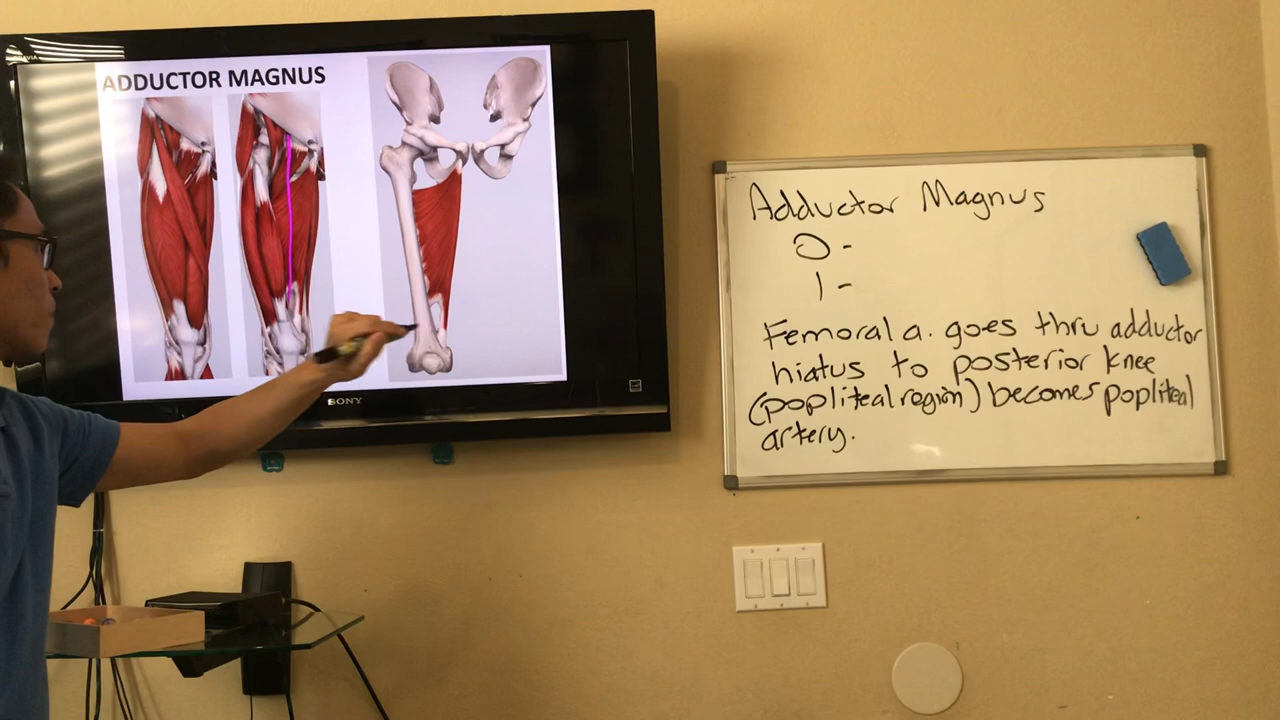 ADDUCTOR MAGNUS
SONY
Adductor Magnus
O -
I -
Femoral a. goes thru adductor
hiatus to posterior knee
(popliteal region) becomes popliteal
artery.